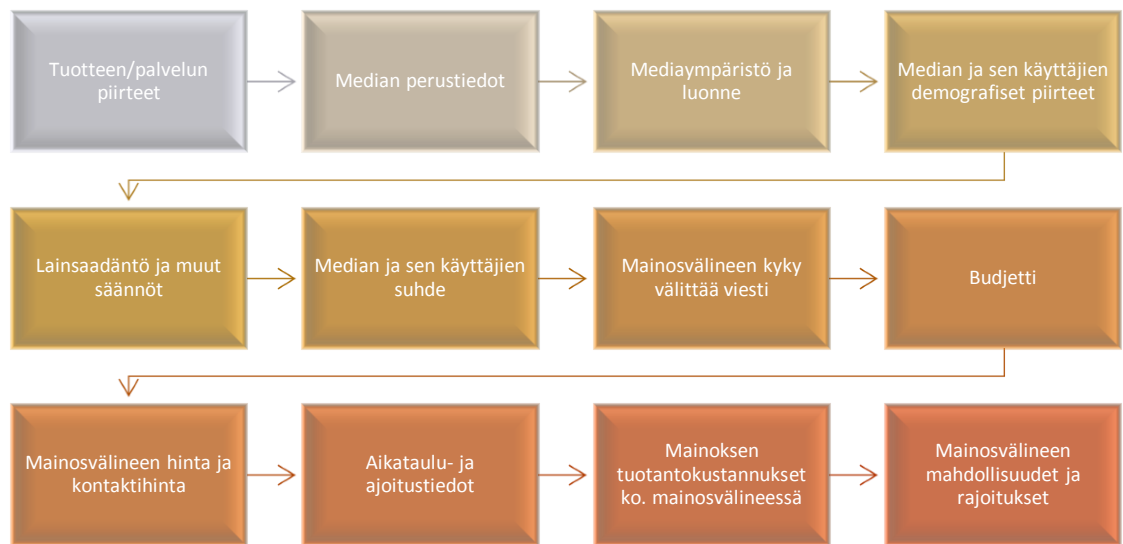 Tuotteen/palvelun
piirteet
Median perustiedot
Mediaympäristö ja
luonne
Median ja sen käyttäjien
demografiset piirteet
Lainsaadäntö ja muut
säännöt
Median ja sen käyttäjien
suhde
Mainosvälineen kyky
välittää viesti
Budjetti
Mainosvälineen hinta ja
kontaktihinta
Aikataulu- ja
ajoitustiedot
Mainoksen
tuotantokustannukset
ko. mainosvälineessä
Mainosvälineen
mahdollisuudet ja
rajoitukset